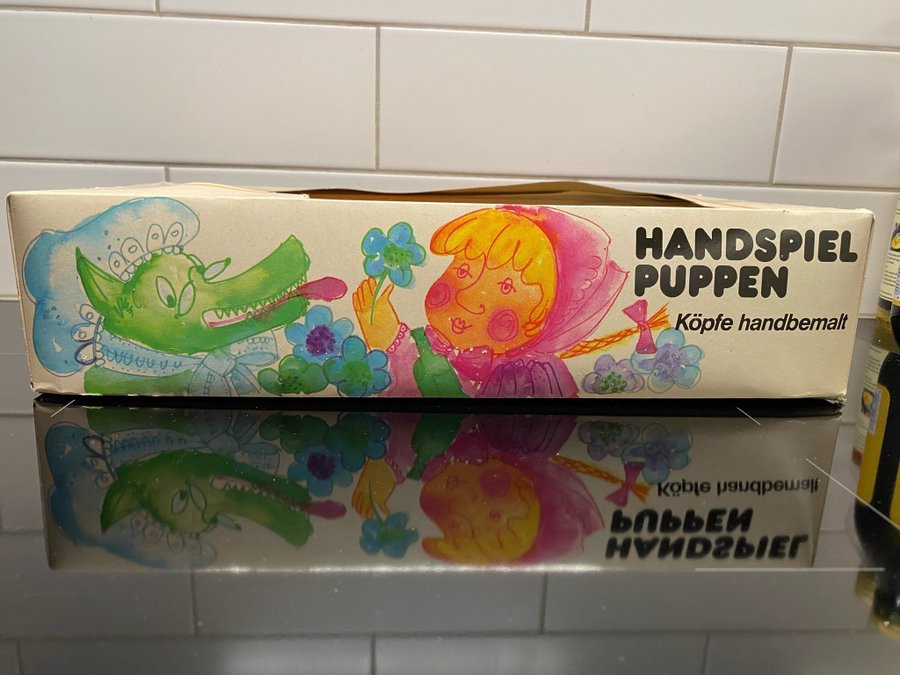 HANDSPIEL
PUPPEN
Köpfe handbemalt